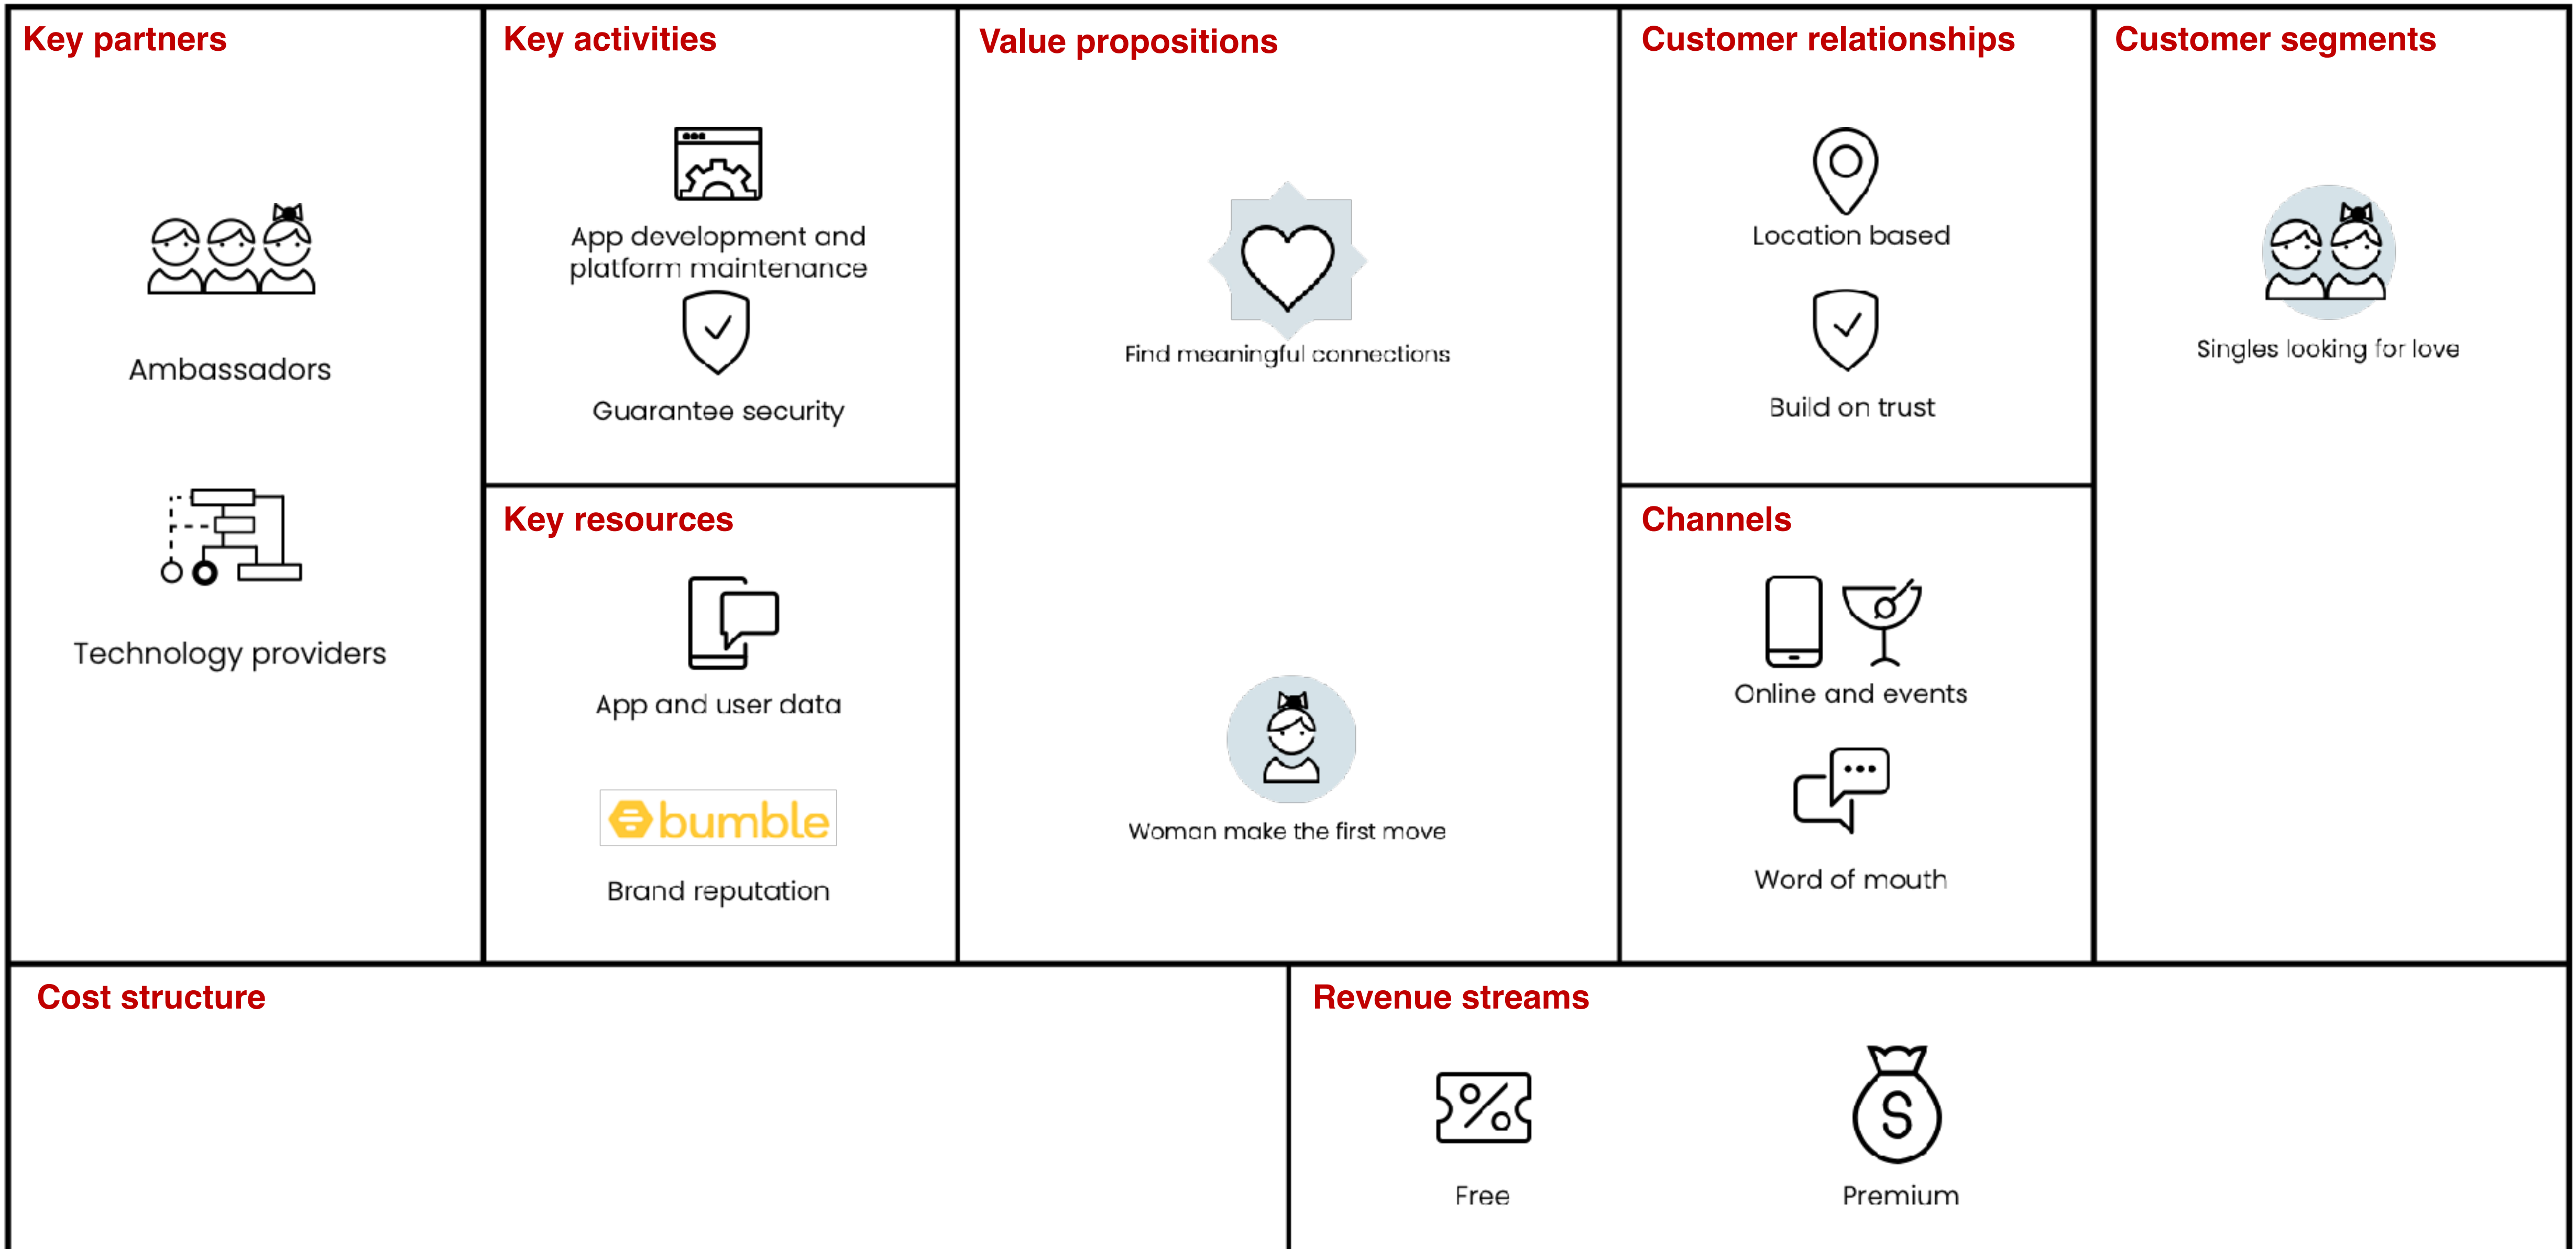 Key partners
Ambassadors
Technology providers
Key activities
App development and
platform maintenance
Guarantee security
Key resources
App and user data
bumble
Brand reputation
Value propositions
Find meaningful connections
Woman make the first move
Customer relationships
Location based
Build on trust
Channels
Online and events
Word of mouth
Customer segments
Singles looking for love
Cost structure
Revenue streams
Free
Premium